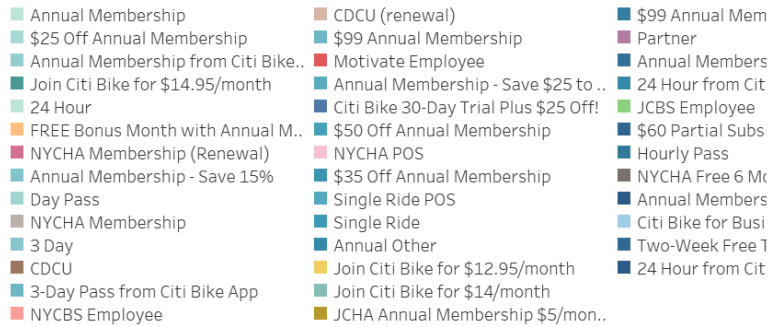 Annual Membership
$25 Off Annual Membership
Annual Membership from Citi Bike..
Join Citi Bike for $14.95/month
24 Hour
FREE Bonus Month with Annual M..
NYCHA Membership (Renewal)
Annual Membership - Save 15%
Day Pass
NYCHA Membership
3 Day
CDCU
3-Day Pass from Citi Bike App
NYCBS Employee
CDCU (renewal)
$99 Annual Membership
Motivate Employee
Annual Membership - Save $25 to ..
Citi Bike 30-Day Trial Plus $25 Off!
$50 Off Annual Membership
NYCHA POS
$35 Off Annual Membership
Single Ride POS
Single Ride
Annual Other
Join Citi Bike for $12.95/month
Join Citi Bike for $14/month
JCHA Annual Membership $5/mon..
$99 Annual Mem
Partner
Annual Members
24 Hour from Cit
JCBS Employee
$60 Partial Subs
Hourly Pass
NYCHA Free 6 Mo
Annual Members
Citi Bike for Busi
Two-Week Free T
24 Hour from Cit